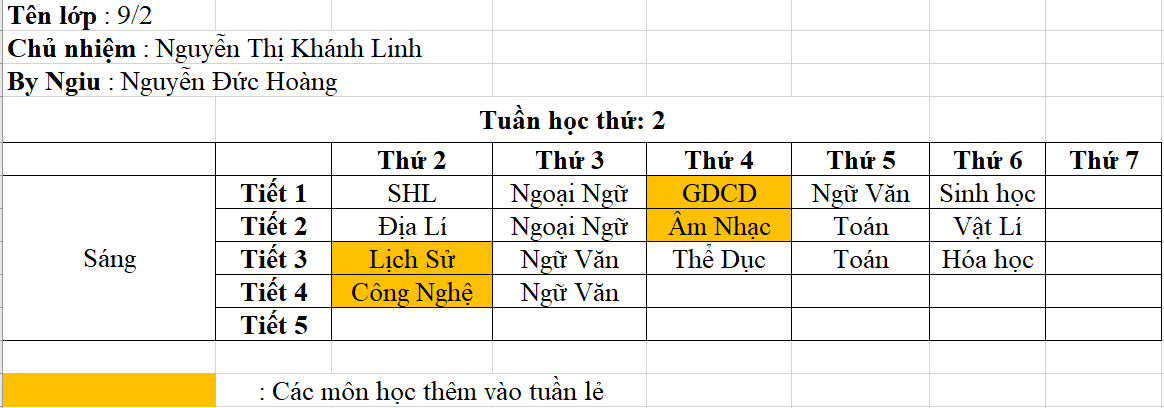 Tên lớp : 9/2
Chủ nhiệm : Nguyễn Thị Khánh Linh
By Ngiu : Nguyễn Đức Hoàng
Tuần học thứ: 2
Thứ 2 Thứ 3 Thứ 4 Thứ 5 Thứ 6 Thứ 7
Tiết 1 SHL Ngoại Ngữ GDCD Ngữ Văn Sinh học
Tiết 2 Địa Lí Ngoại Ngữ Âm Nhạc Toán Vật Lí
Sáng Tiết 3 Lịch Sử Ngữ Văn Thể Dục Toán Hóa học
Tiết 4 Công Nghệ Ngữ Văn
Tiết 5
: Các môn học thêm vào tuần lẻ